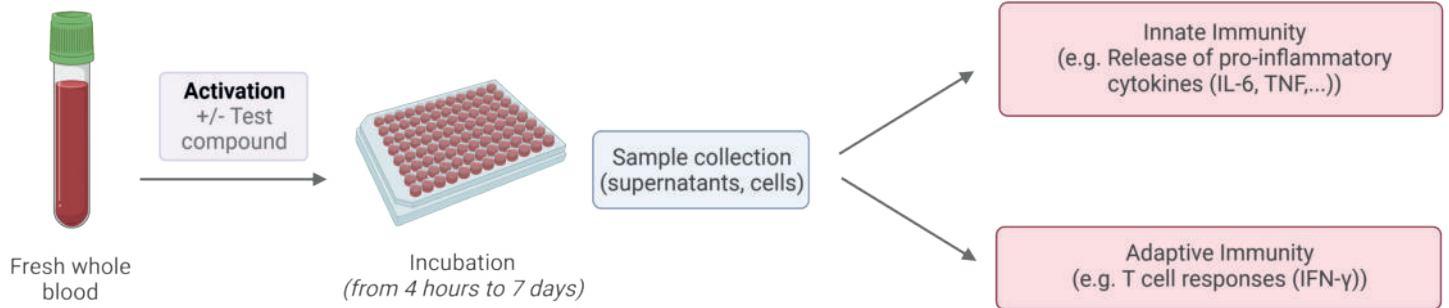 Fresh whole
blood
Activation
+/- Test
compound
Incubation
(from 4 hours to 7 days)
Sample collection
(supernatants, cells)
Innate Immunity
(e.g. Release of pro-inflammatory
cytokines (IL-6, TNF,...))
Adaptive Immunity
(e.g. T cell responses (IFN-γ))